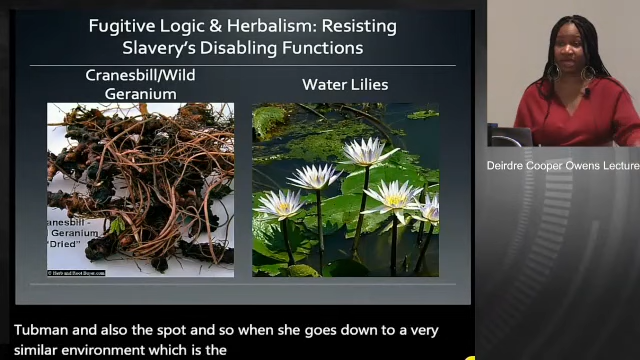 Fugitive Logic & Herbalism: Resisting
Slavery's Disabling Functions
Cranesbill/Wild
Geranium
Water Lilies
anesbill -
Geranium
"Dried"
© Herb and Root Buyer.com
Deirdre Cooper Owens Lecture
Tubman and also the spot and so when she goes down to a very
similar environment which is the